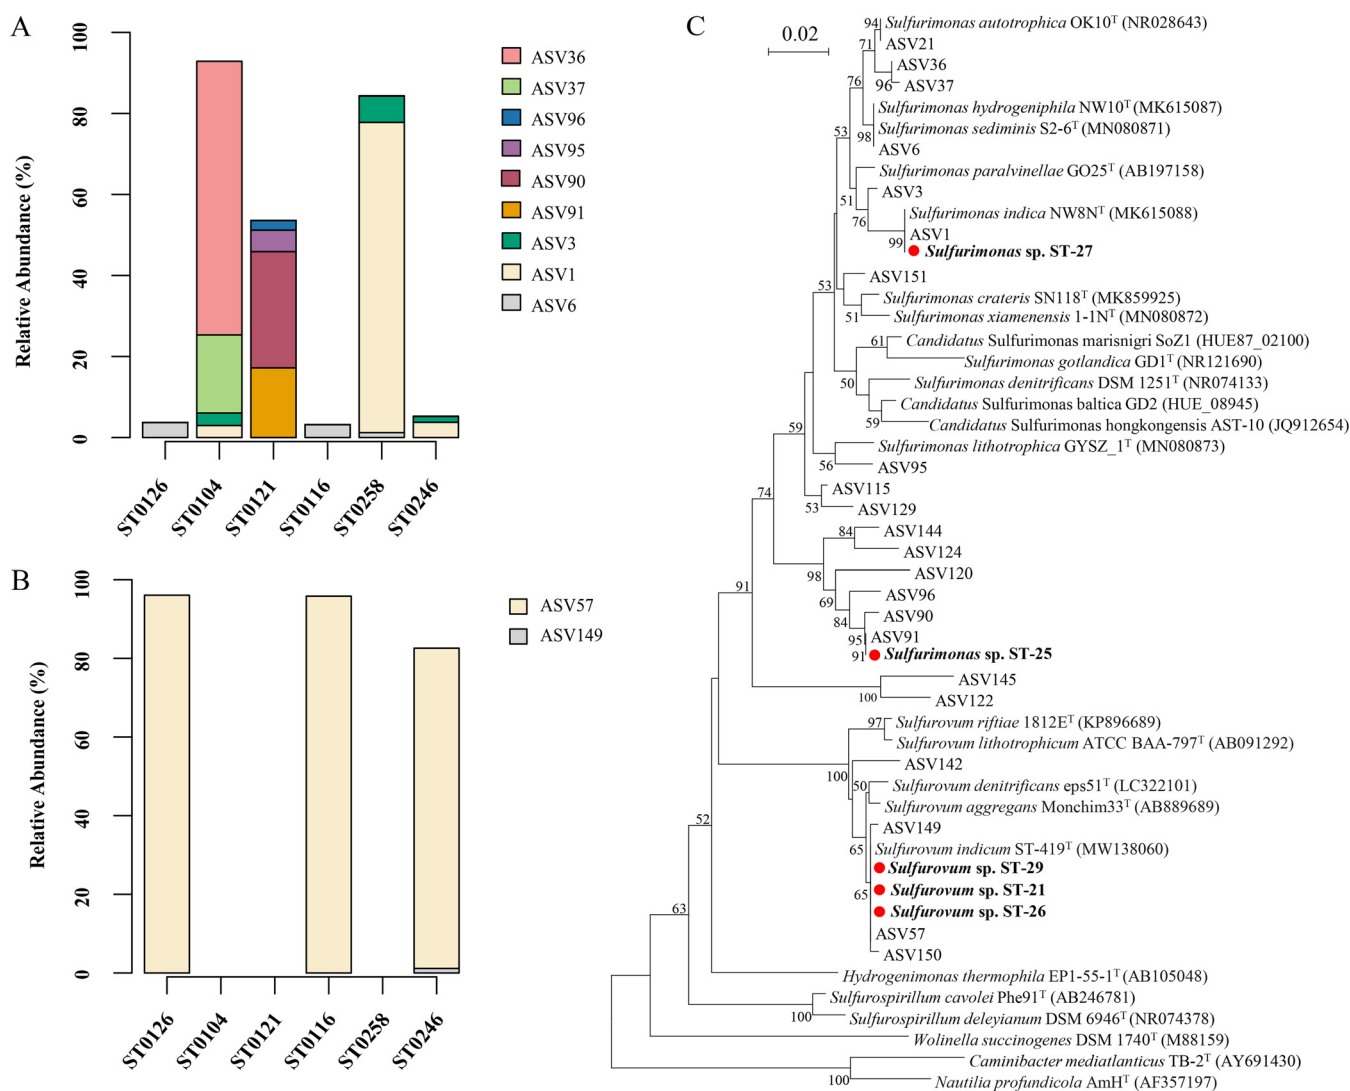 A
100
80
60
40
20
0
Relative Abundance (%)
ST0126
ST0104
ST0121
ST0116
ST0258
ST0246
ASV36
ASV37
ASV96
ASV95
ASV90
ASV91
ASV3
ASV1
ASV6
B
100
80
60
40
20
0
Relative Abundance (%)
ST0126
ST0104
ST0121
ST0116
ST0258
ST0246
ASV57
ASV149
C
0.02
94
Sulfurimonas autotrophica OK10ᵀ (NR028643)
71
ASV21
ASV36
76
96
ASV37
Sulfurimonas hydrogeniphila NW10ᵀ (MK615087)
53
98
Sulfurimonas sediminis S2-6ᵀ (MN080871)
ASV6
Sulfurimonas paralvinellae GO25ᵀ (AB197158)
51
ASV3
76
Sulfurimonas indica NW8Nᵀ (MK615088)
99
ASV1
Sulfurimonas sp. ST-27
53
ASV151
Sulfurimonas crateris SN118ᵀ (MK859925)
51
Sulfurimonas xiamenensis 1-1Nᵀ (MN080872)
61
Candidatus Sulfurimonas marisnigri SoZ1 (HUE87_02100)
Sulfurimonas gotlandica GD1ᵀ (NR121690)
50
Sulfurimonas denitrificans DSM 1251ᵀ (NR074133)
Candidatus Sulfurimonas baltica GD2 (HUE_08945)
59
Candidatus Sulfurimonas hongkongensis AST-10 (JQ912654)
59
Sulfurimonas lithotrophica GYSZ_1ᵀ (MN080873)
56
ASV95
74
ASV115
53
ASV129
84
ASV144
ASV124
98
ASV120
91
69
ASV96
84
ASV90
95
ASV91
91
Sulfurimonas sp. ST-25
ASV145
100
ASV122
97
Sulfurovum riftiae 1812Eᵀ (KP896689)
Sulfurovum lithotrophicum ATCC BAA-797ᵀ (AB091292)
100
ASV142
50
Sulfurovum denitrificans eps51ᵀ (LC322101)
Sulfurovum aggregans Monchim33ᵀ (AB889689)
52
ASV149
65
Sulfurovum indicum ST-419ᵀ (MW138060)
Sulfurovum sp. ST-29
65
Sulfurovum sp. ST-21
63
Sulfurovum sp. ST-26
ASV57
ASV150
Hydrogenimonas thermophila EP1-55-1ᵀ (AB105048)
Sulfurospirillum cavolei Phe91ᵀ (AB246781)
100
Sulfurospirillum deleyianum DSM 6946ᵀ (NR074378)
Wolinella succinogenes DSM 1740ᵀ (M88159)
Caminibacter mediatlanticus TB-2ᵀ (AY691430)
100
Nautilia profundicola AmHᵀ (AF357197)